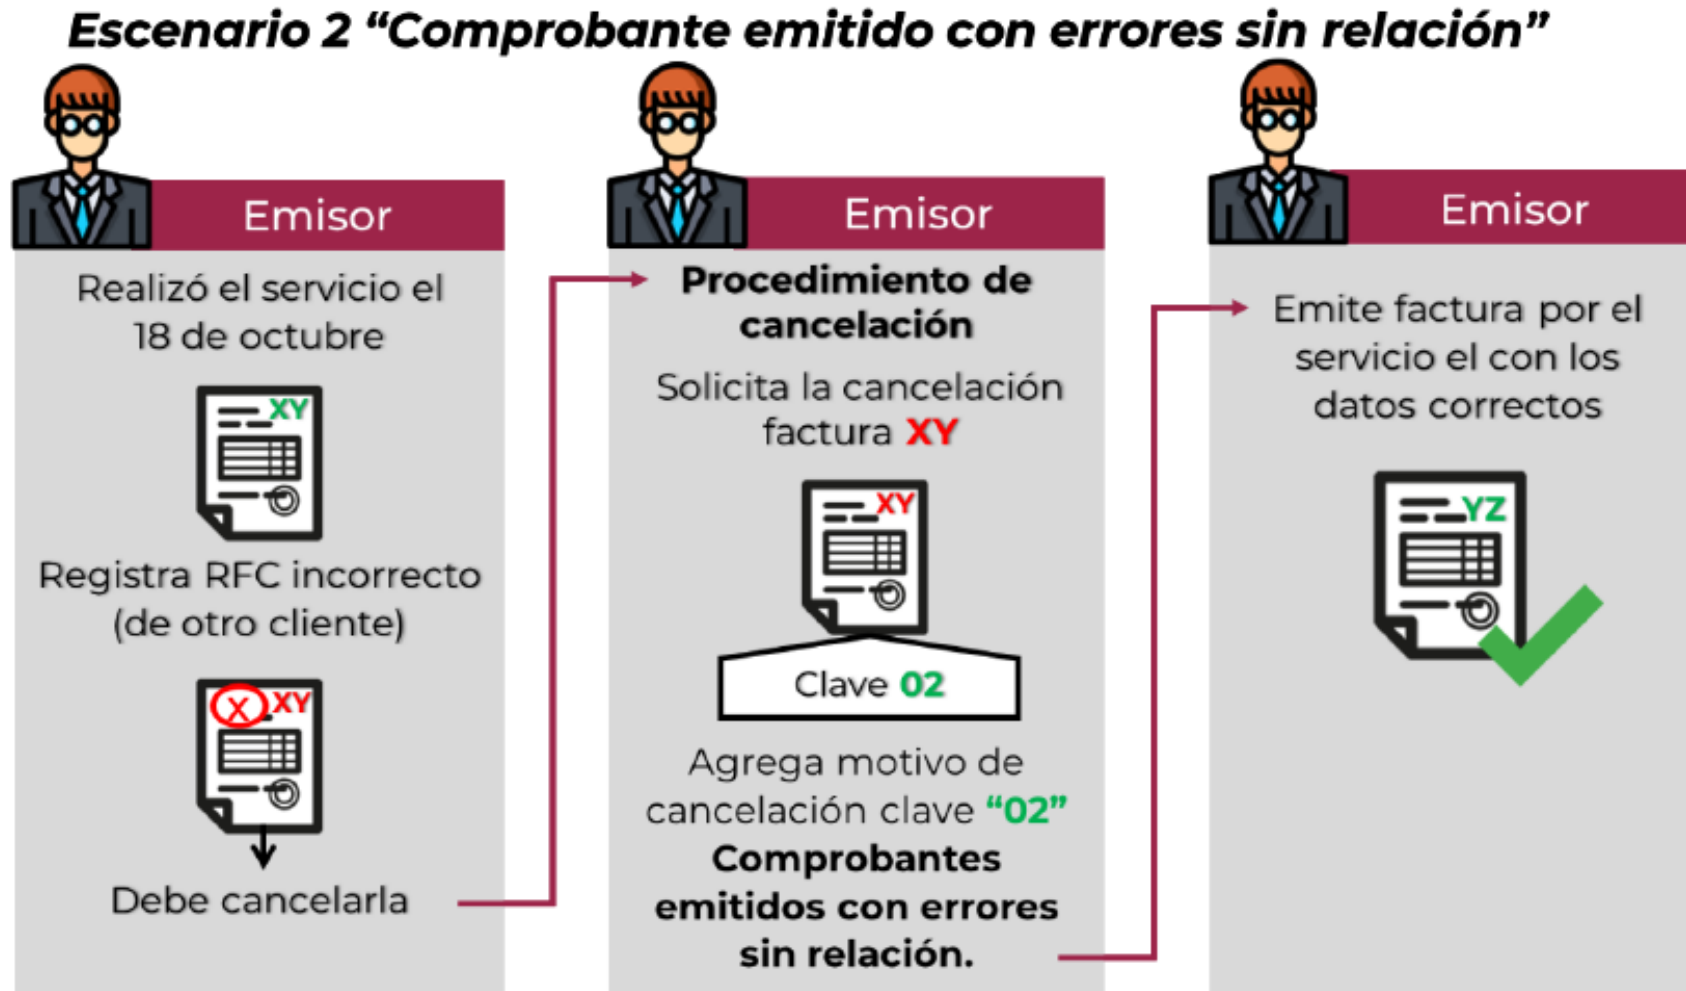 Escenario 2 “Comprobante emitido con errores sin relación”
Emisor
Realizó el servicio el
18 de octubre
XY
Registra RFC incorrecto
(de otro cliente)
X XY
Debe cancelarla
Emisor
Procedimiento de
cancelación
Solicita la cancelación
factura XY
XY
Clave 02
Agrega motivo de
cancelación clave “02”
Comprobantes
emitidos con errores
sin relación.
Emisor
Emite factura por el
servicio el con los
datos correctos
YZ